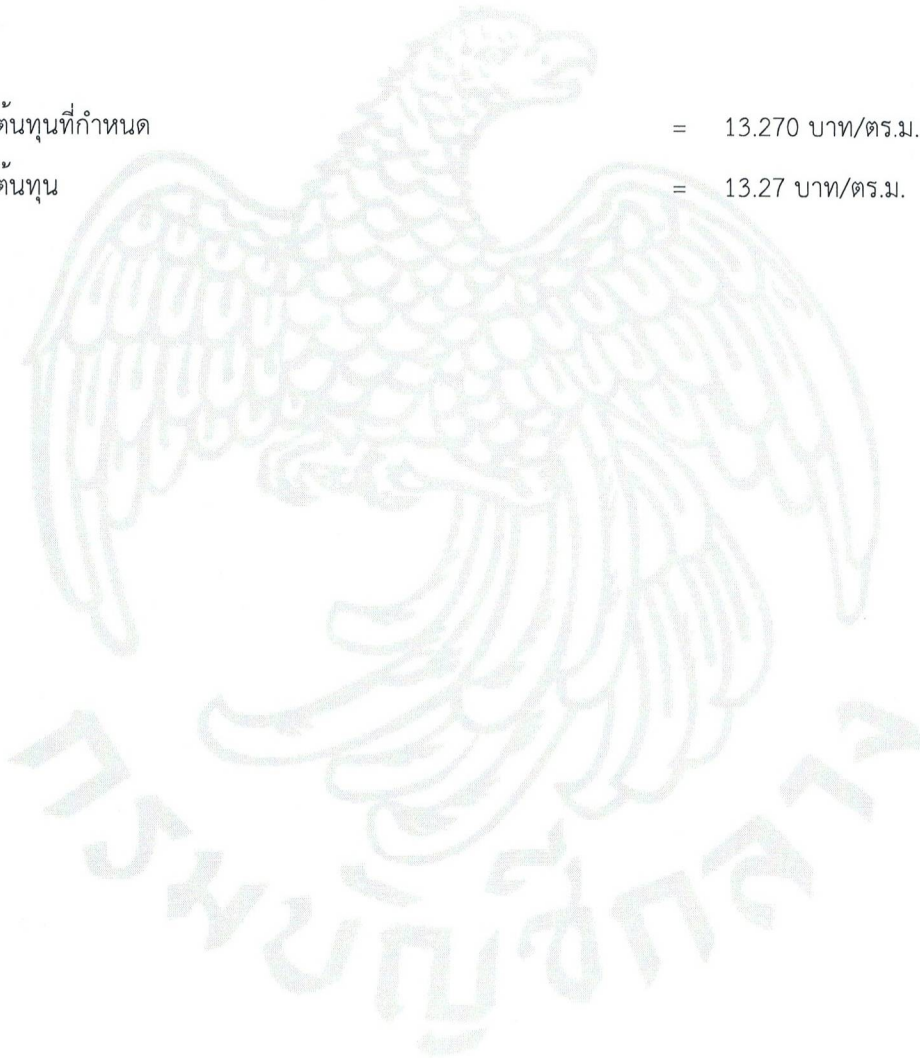 ต้นทุนที่กำหนด = 13.270 บาท/ตร.ม.
ต้นทุน = 13.27 บาท/ตร.ม.
กรมบัญชีกลาง